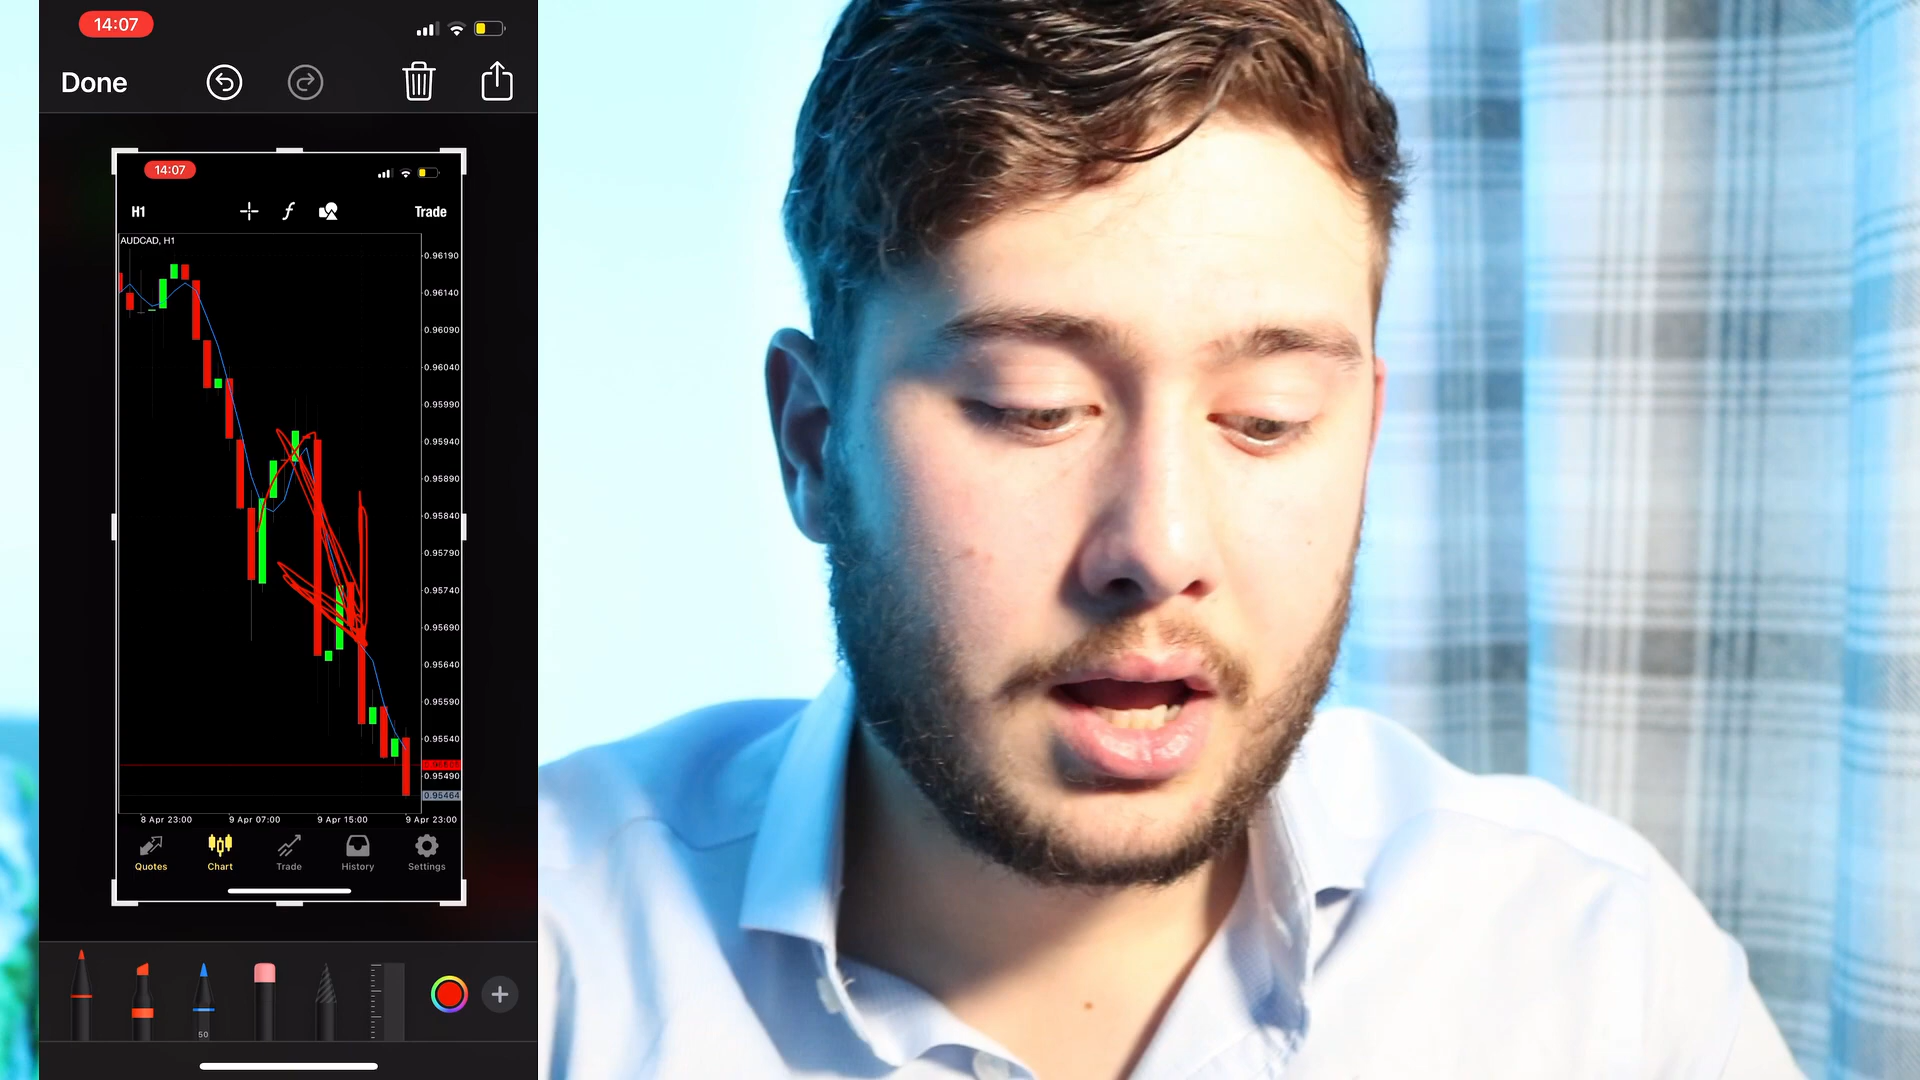 14:07
Done
14:07
H1
Trade
AUDCAD, H1
0.96190
0.96140
0.96090
0.96040
0.95990
0.95940
0.95890
0.95840
0.95790
0.95740
0.95690
0.95640
0.95590
0.95540
0.95490
0.95464
8 Apr 23:00
9 Apr 07:00
9 Apr 15:00
9 Apr 23:00
Quotes
Chart
Trade
History
Settings
50